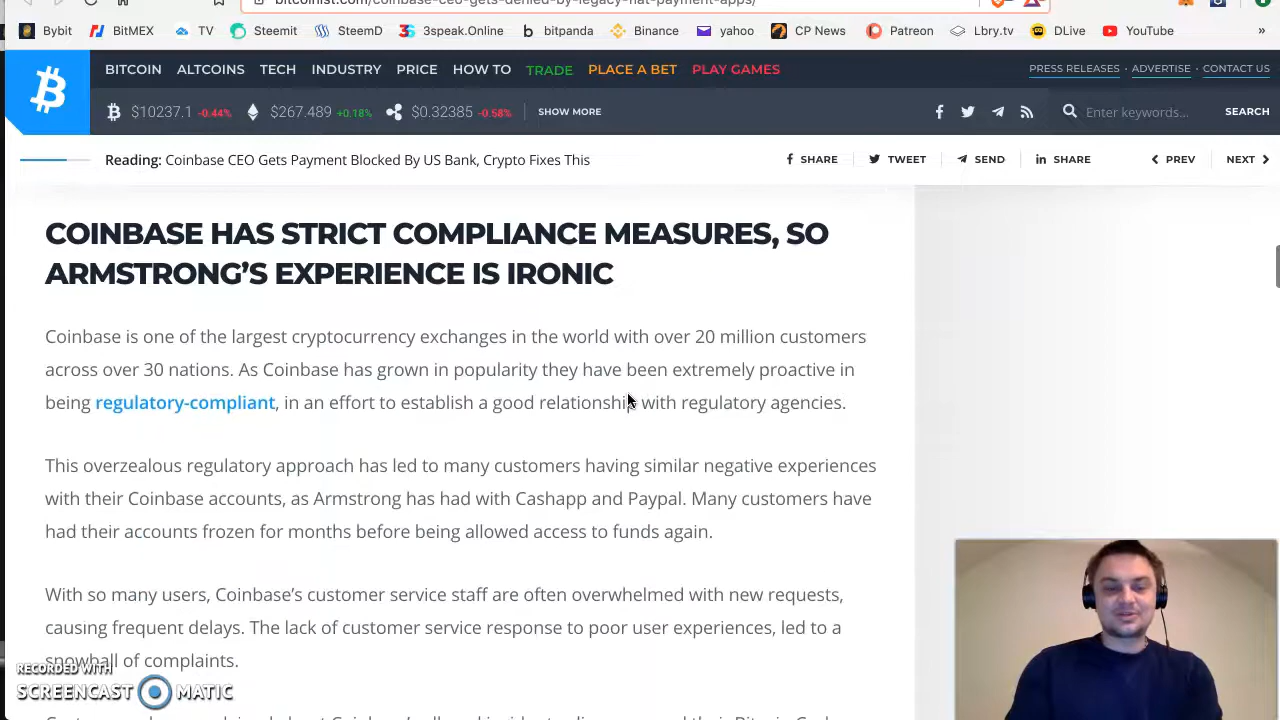 bitcoinist.com/coinbase-ceo-gets-denied-by-legacy-fiat-payment-apps/
Bybit BitMEX TV Steemit SteemD 3speak.Online bitpanda Binance yahoo CP News Patreon Lbry.tv DLive YouTube »
BITCOIN ALTCOINS TECH INDUSTRY PRICE HOW TO TRADE PLACE A BET PLAY GAMES PRESS RELEASES · ADVERTISE · CONTACT US
$10237.1 -0.44% $267.489 +0.18% $0.32385 -0.58% SHOW MORE Enter keywords... SEARCH
Reading: Coinbase CEO Gets Payment Blocked By US Bank, Crypto Fixes This SHARE TWEET SEND SHARE PREV NEXT
COINBASE HAS STRICT COMPLIANCE MEASURES, SO
ARMSTRONG'S EXPERIENCE IS IRONIC
Coinbase is one of the largest cryptocurrency exchanges in the world with over 20 million customers
across over 30 nations. As Coinbase has grown in popularity they have been extremely proactive in
being regulatory-compliant, in an effort to establish a good relationship with regulatory agencies.
This overzealous regulatory approach has led to many customers having similar negative experiences
with their Coinbase accounts, as Armstrong has had with Cashapp and Paypal. Many customers have
had their accounts frozen for months before being allowed access to funds again.
With so many users, Coinbase's customer service staff are often overwhelmed with new requests,
causing frequent delays. The lack of customer service response to poor user experiences, led to a
snowball of complaints.
RECORDED WITH
SCREENCAST MATIC